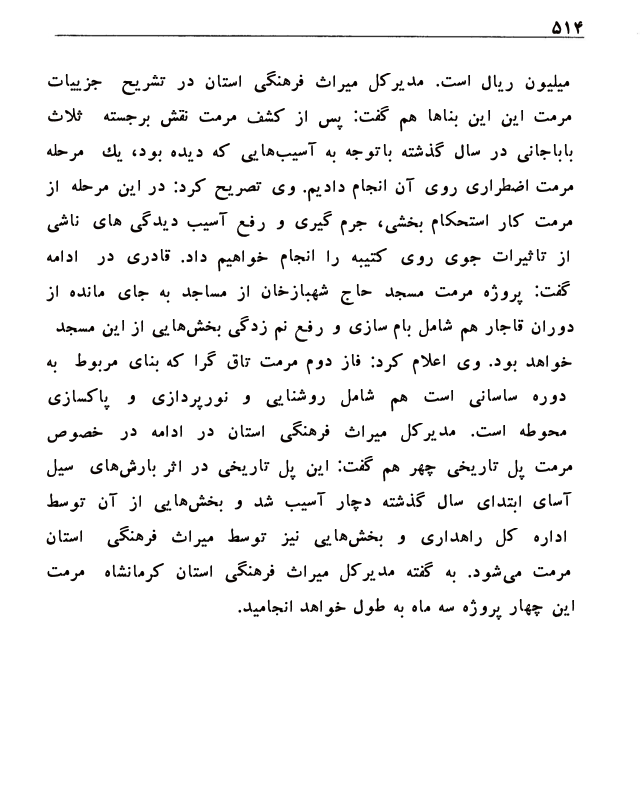 ۵۱۴
میلیون ریال است. مدیرکل میراث فرهنگی استان در تشریح جزییات
مرمت این این بناها هم گفت: پس از کشف مرمت نقش برجسته ثلاث
باباجانی در سال گذشته باتوجه به آسیب‌هایی که دیده بود، یك مرحله
مرمت اضطراری روی آن انجام دادیم. وی تصریح کرد: در این مرحله از
مرمت کار استحکام بخشی، جرم گیری و رفع آسیب دیدگی های ناشی
از تاثیرات جوی روی کتیبه را انجام خواهیم داد. قادری در ادامه
گفت: پروژه مرمت مسجد حاج شهبازخان از مساجد به جای مانده از
دوران قاجار هم شامل بام سازی و رفع نم زدگی بخش‌هایی از این مسجد
خواهد بود. وی اعلام کرد: فاز دوم مرمت تاق گرا که بنای مربوط به
دوره ساسانی است هم شامل روشنایی و نورپردازی و پاکسازی
محوطه است. مدیرکل میراث فرهنگی استان در ادامه در خصوص
مرمت پل تاریخی چهر هم گفت: این پل تاریخی در اثر بارش‌های سیل
آسای ابتدای سال گذشته دچار آسیب شد و بخش‌هایی از آن توسط
اداره کل راهداری و بخش‌هایی نیز توسط میراث فرهنگی استان
مرمت می‌شود. به گفته مدیرکل میراث فرهنگی استان کرمانشاه مرمت
این چهار پروژه سه ماه به طول خواهد انجامید.